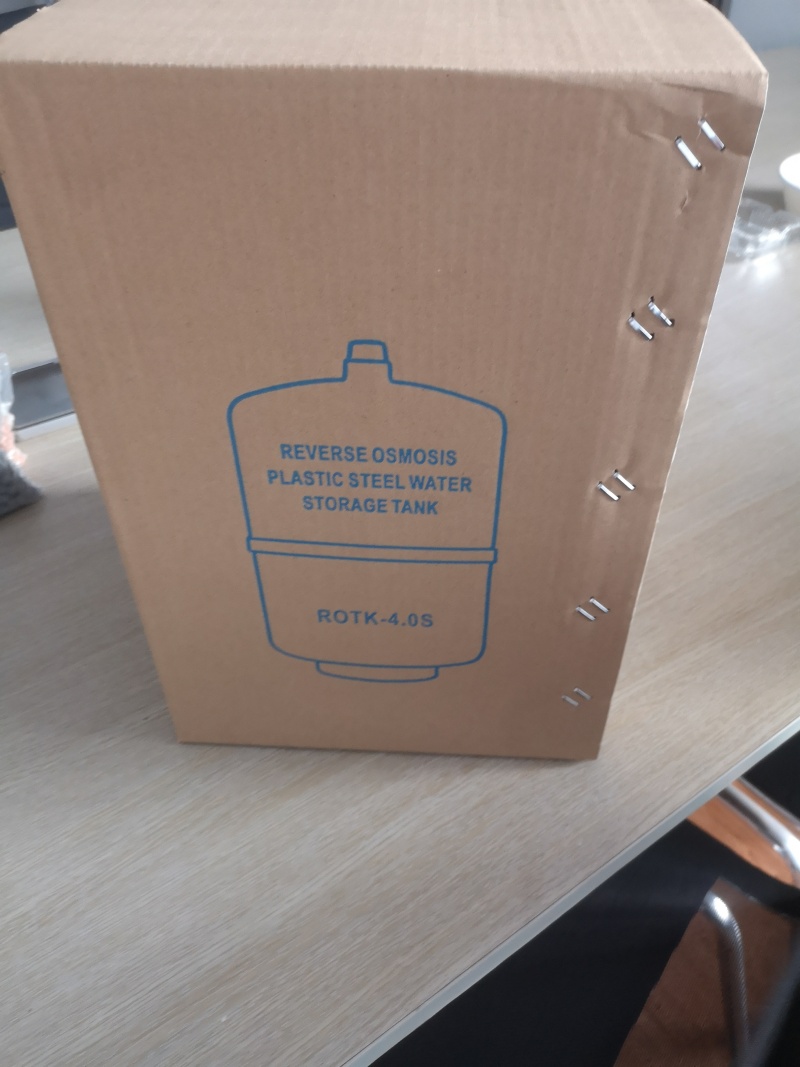 REVERSE OSMOSIS
PLASTIC STEEL WATER
STORAGE TANK
ROTK-4.0S